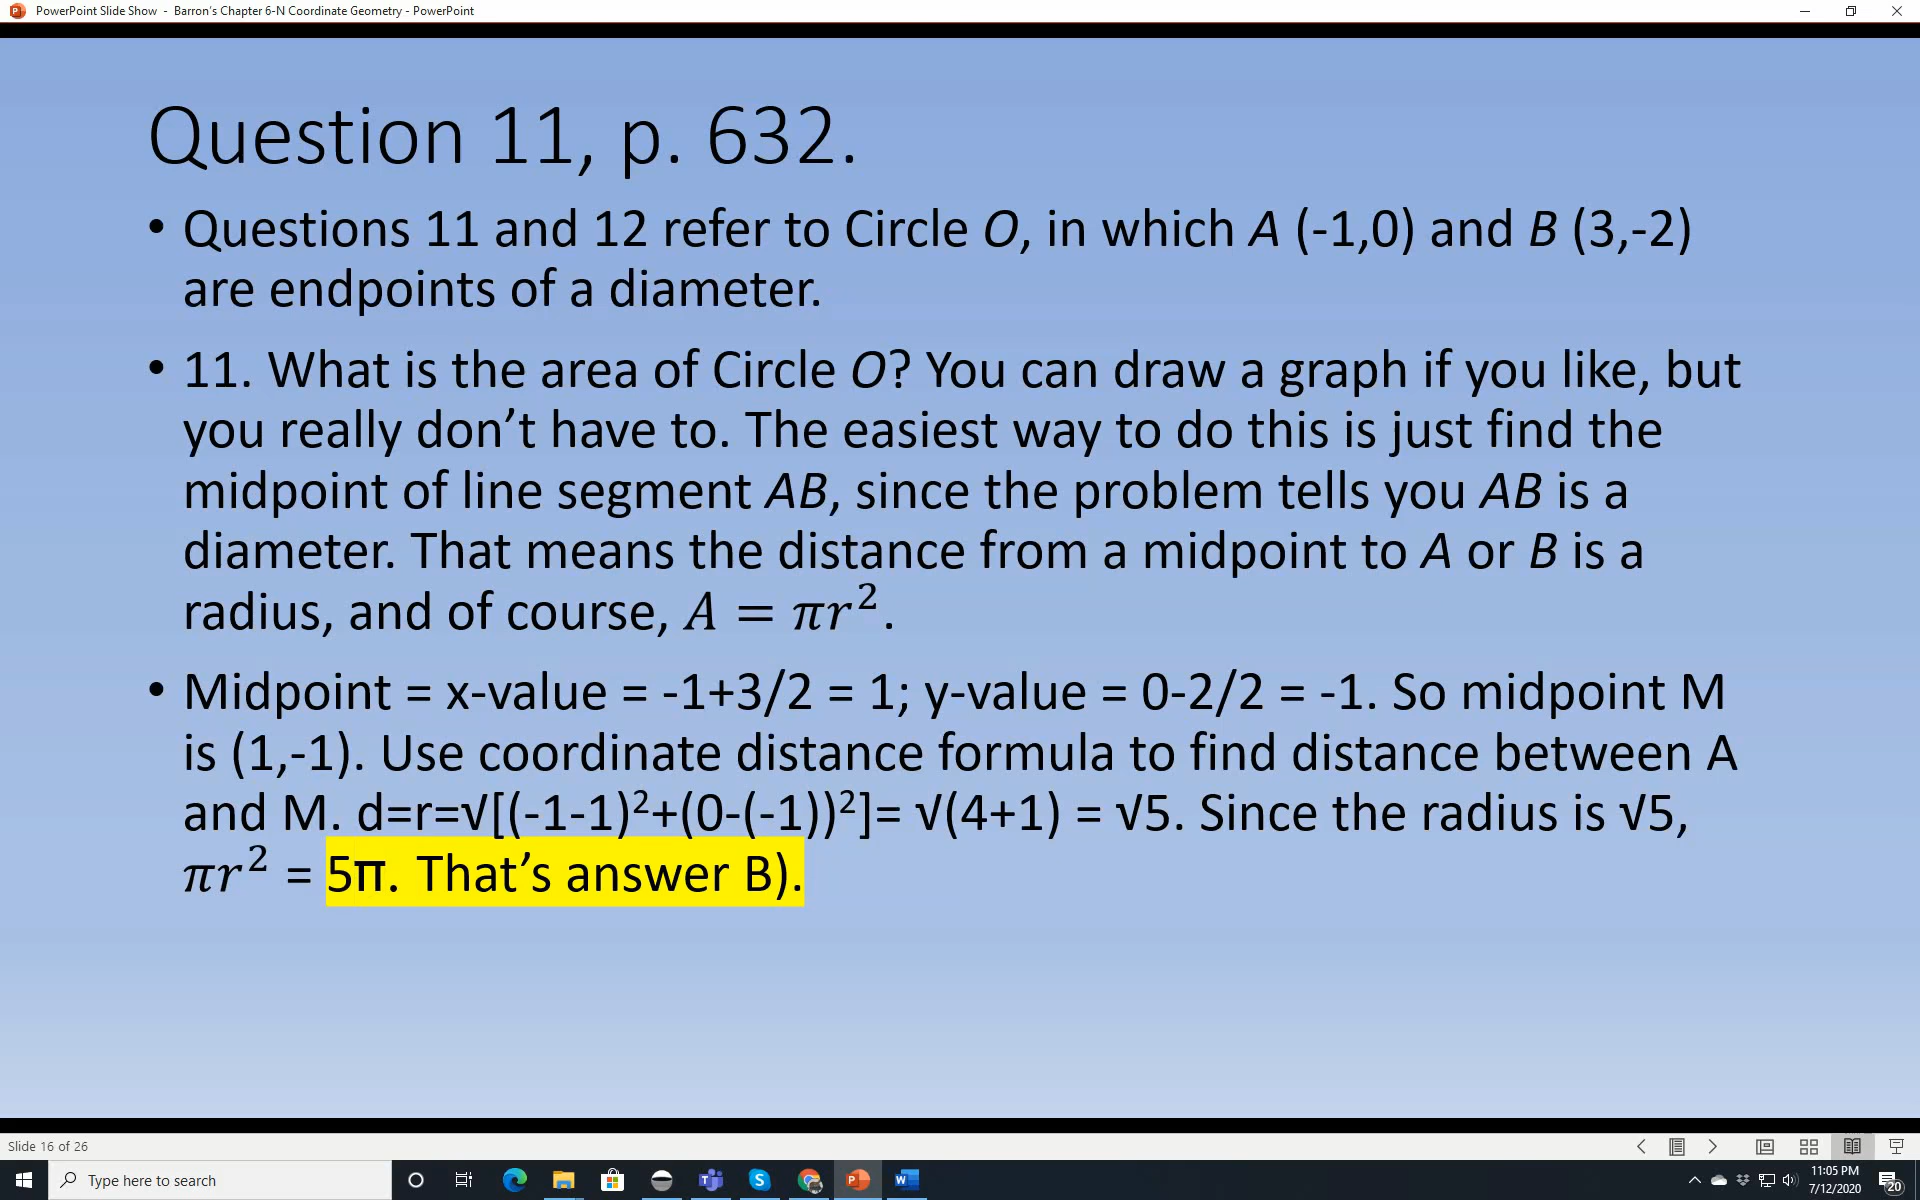 PowerPoint Slide Show - Barron's Chapter 6-N Coordinate Geometry - PowerPoint
Question 11, p. 632.
• Questions 11 and 12 refer to Circle O, in which A (-1,0) and B (3,-2)
are endpoints of a diameter.
• 11. What is the area of Circle O? You can draw a graph if you like, but
you really don’t have to. The easiest way to do this is just find the
midpoint of line segment AB, since the problem tells you AB is a
diameter. That means the distance from a midpoint to A or B is a
radius, and of course, A = πr².
• Midpoint = x-value = -1+3/2 = 1; y-value = 0-2/2 = -1. So midpoint M
is (1,-1). Use coordinate distance formula to find distance between A
and M. d=r=√[(-1-1)²+(0-(-1))²]= √(4+1) = √5. Since the radius is √5,
πr² = 5π. That’s answer B).
Slide 16 of 26
Type here to search
11:05 PM
7/12/2020
20